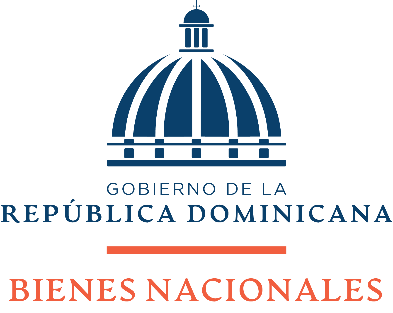 GOBIERNO DE LA
REPÚBLICA DOMINICANA
BIENES NACIONALES